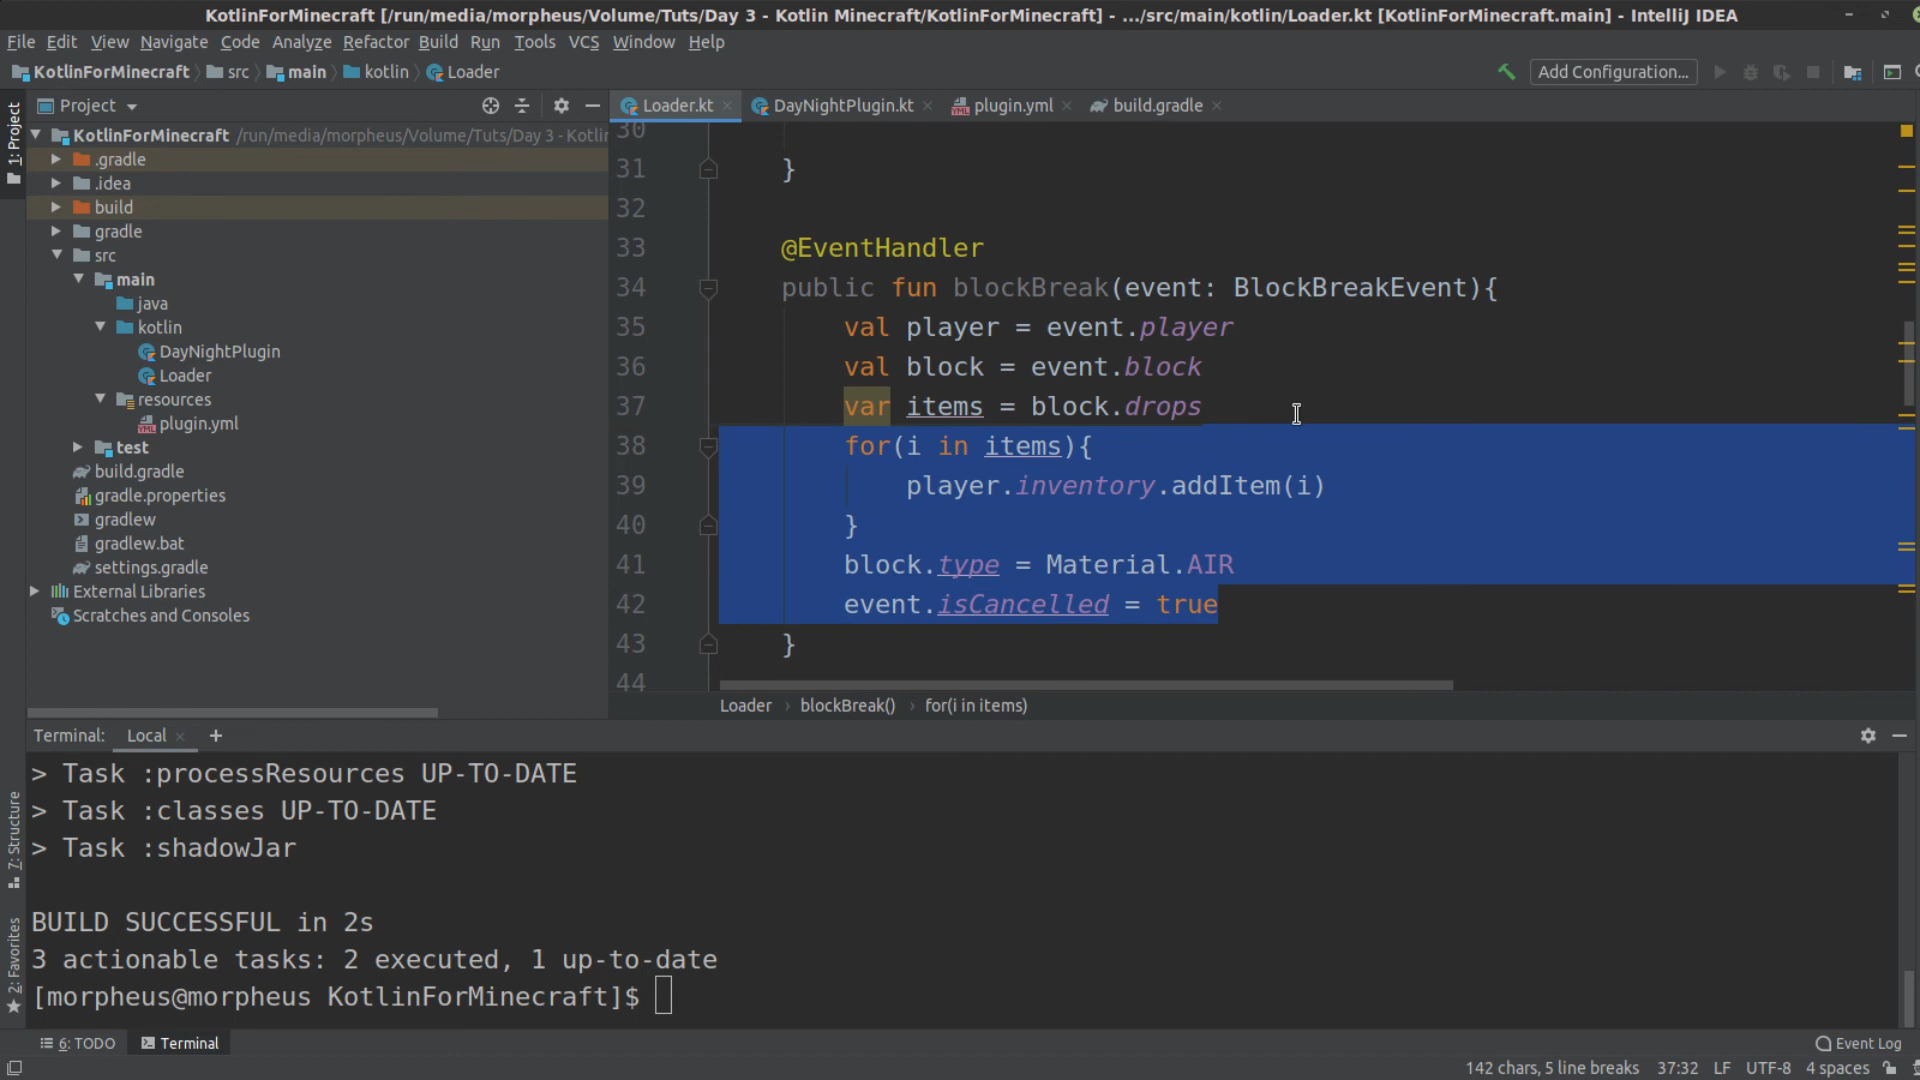 KotlinForMinecraft [/run/media/morpheus/Volume/Tuts/Day 3 - Kotlin Minecraft/KotlinForMinecraft] - .../src/main/kotlin/Loader.kt [KotlinForMinecraft.main] - IntelliJ IDEA
File Edit View Navigate Code Analyze Refactor Build Run Tools VCS Window Help
KotlinForMinecraft src main kotlin Loader Add Configuration...
1: Project
Project
KotlinForMinecraft /run/media/morpheus/Volume/Tuts/Day 3 - Kotlin
.gradle
.idea
build
gradle
src
main
java
kotlin
DayNightPlugin
Loader
resources
plugin.yml
test
build.gradle
gradle.properties
gradlew
gradlew.bat
settings.gradle
External Libraries
Scratches and Consoles
Loader.kt DayNightPlugin.kt plugin.yml build.gradle
30
31 }
32
33 @EventHandler
34 public fun blockBreak(event: BlockBreakEvent){
35 val player = event.player
36 val block = event.block
37 var items = block.drops
38 for(i in items){
39 player.inventory.addItem(i)
40 }
41 block.type = Material.AIR
42 event.isCancelled = true
43 }
44
Loader › blockBreak() › for(i in items)
Terminal: Local +
> Task :processResources UP-TO-DATE
> Task :classes UP-TO-DATE
> Task :shadowJar
BUILD SUCCESSFUL in 2s
3 actionable tasks: 2 executed, 1 up-to-date
[morpheus@morpheus KotlinForMinecraft]$
7: Structure
2: Favorites
6: TODO Terminal Event Log
142 chars, 5 line breaks 37:32 LF UTF-8 4 spaces